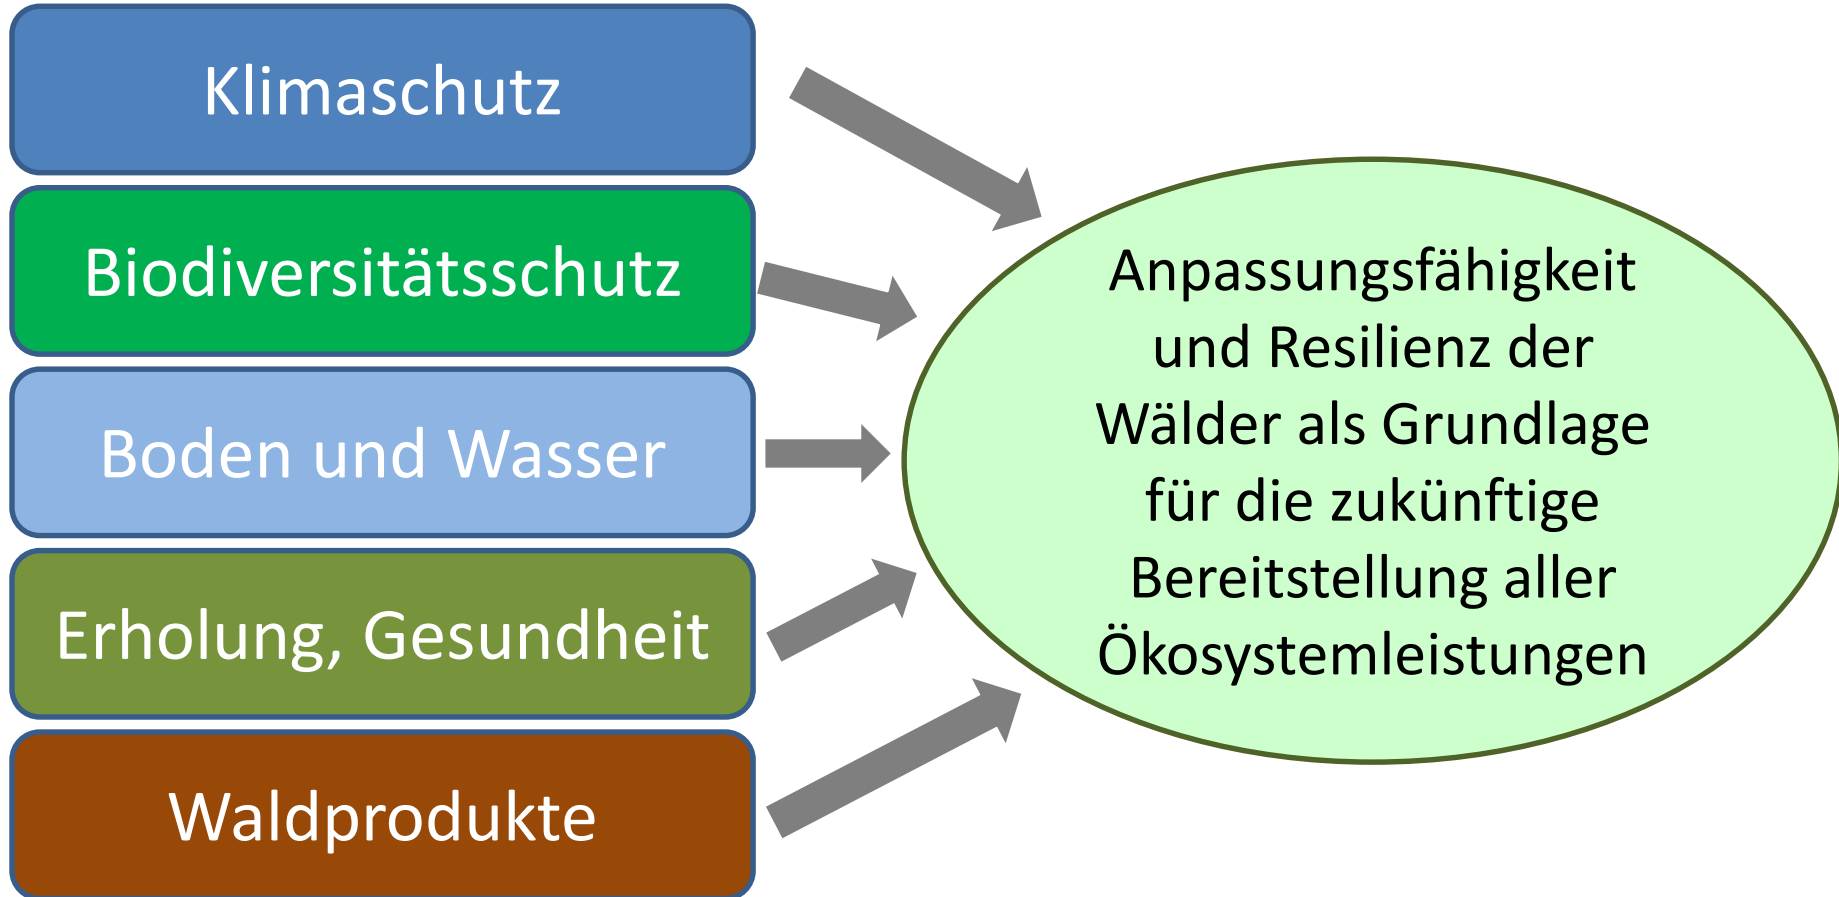 Klimaschutz
Biodiversitätsschutz
Boden und Wasser
Erholung, Gesundheit
Waldprodukte
Anpassungsfähigkeit
und Resilienz der
Wälder als Grundlage
für die zukünftige
Bereitstellung aller
Ökosystemleistungen